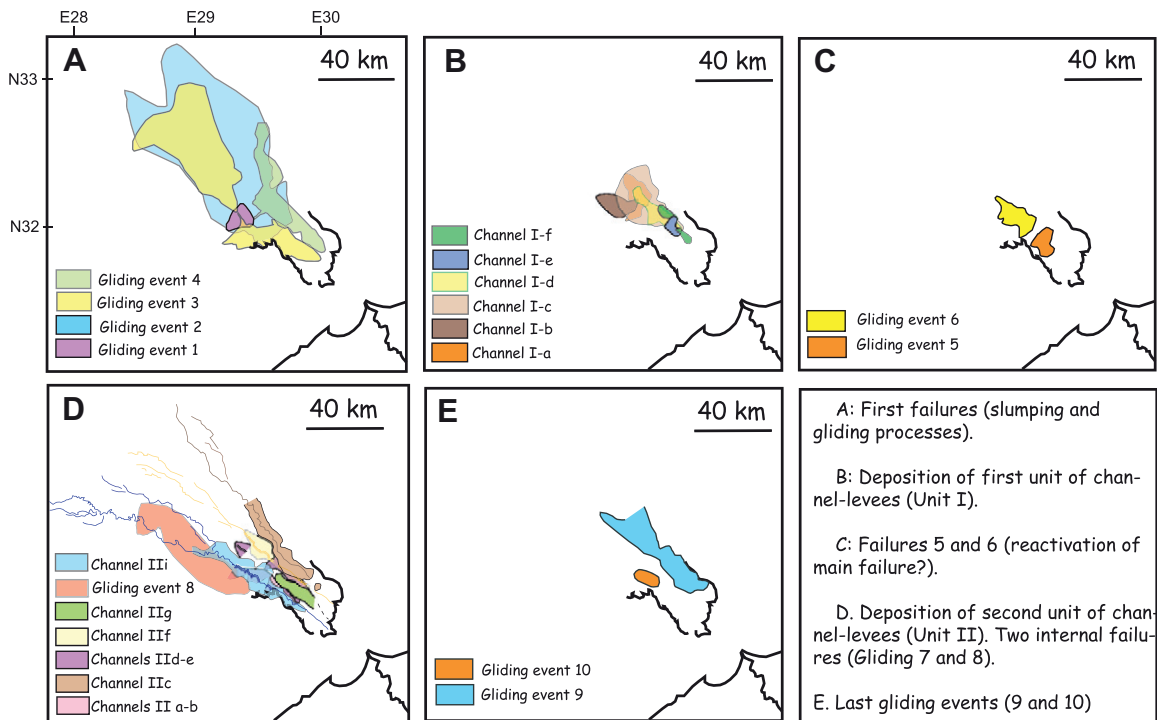 E28 E29 E30
N33
N32
A
40 km
Gliding event 4
Gliding event 3
Gliding event 2
Gliding event 1
B
40 km
Channel I-f
Channel I-e
Channel I-d
Channel I-c
Channel I-b
Channel I-a
C
40 km
Gliding event 6
Gliding event 5
D
40 km
Channel IIi
Gliding event 8
Channel IIg
Channel IIf
Channels IId-e
Channel IIc
Channels II a-b
E
40 km
Gliding event 10
Gliding event 9
A: First failures (slumping and
gliding processes).
B: Deposition of first unit of chan-
nel-levees (Unit I).
C: Failures 5 and 6 (reactivation of
main failure?).
D. Deposition of second unit of chan-
nel-levees (Unit II). Two internal failu-
res (Gliding 7 and 8).
E. Last gliding events (9 and 10)